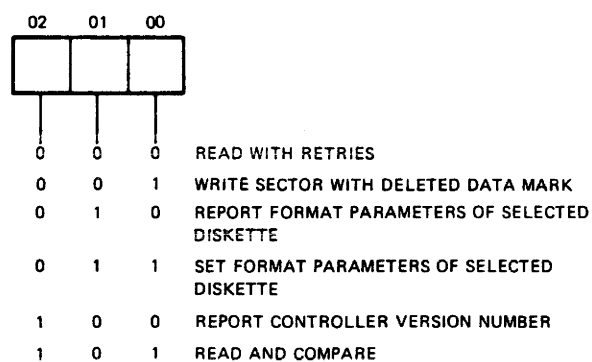 02 01 00
0 0 0 READ WITH RETRIES
0 0 1 WRITE SECTOR WITH DELETED DATA MARK
0 1 0 REPORT FORMAT PARAMETERS OF SELECTED
DISKETTE
0 1 1 SET FORMAT PARAMETERS OF SELECTED
DISKETTE
1 0 0 REPORT CONTROLLER VERSION NUMBER
1 0 1 READ AND COMPARE